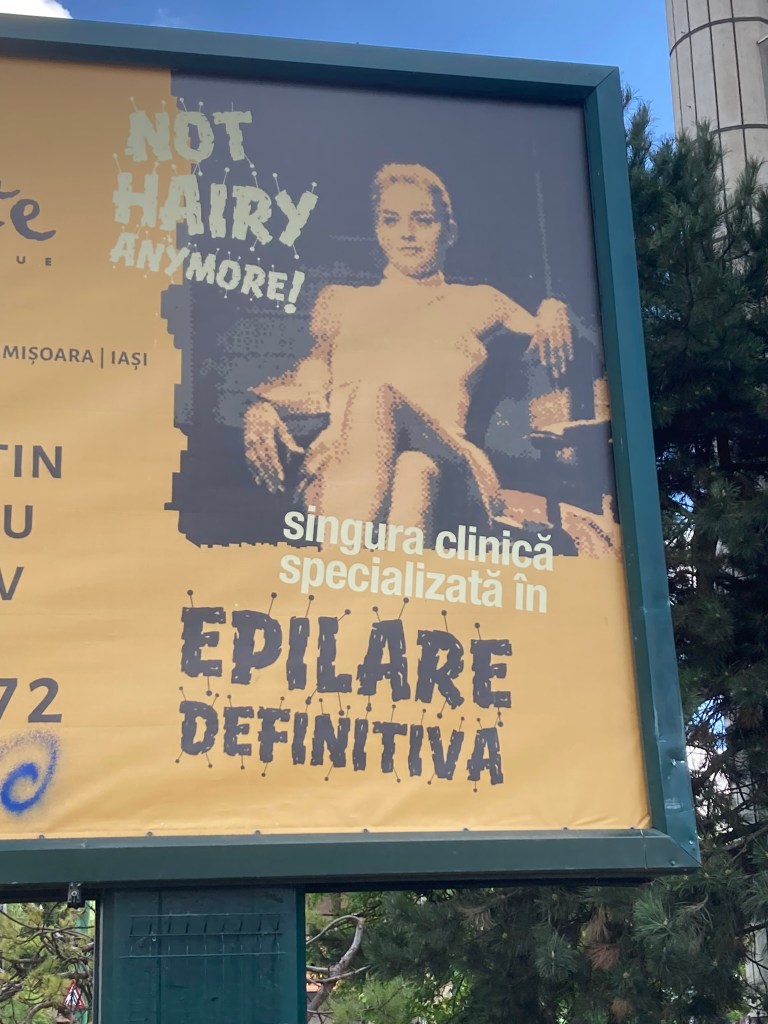 NOT
HAIRY
ANYMORE!
MIȘOARA | IAȘI
TIN
U
V
72
singura clinică
specializată în
EPILARE
DEFINITIVA